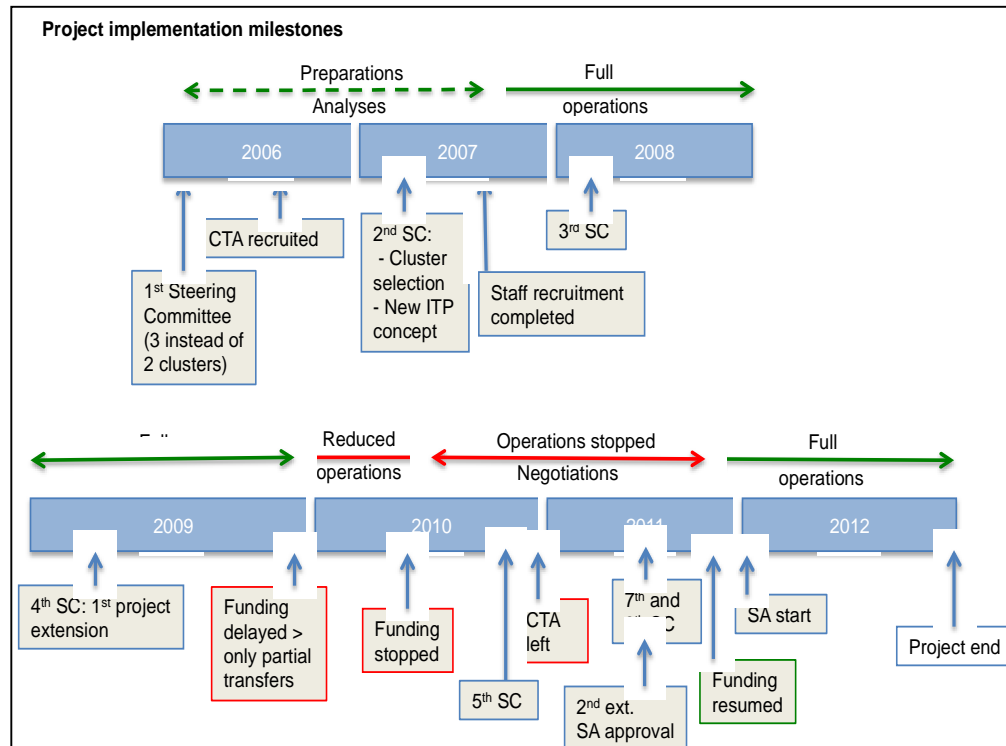 Project implementation milestones
Preparations
Analyses
Full
operations
2006
2007
2008
CTA recruited
1st Steering
Committee
(3 instead of
2 clusters)
2nd SC:
- Cluster
selection
- New ITP
concept
Staff recruitment
completed
3rd SC
Reduced
operations
Operations stopped
Negotiations
Full
operations
2009
2010
2011
2012
4th SC: 1st project
extension
Funding
delayed >
only partial
transfers
Funding
stopped
5th SC
CTA
left
7th and
SC
2nd ext.
SA approval
Funding
resumed
SA start
Project end